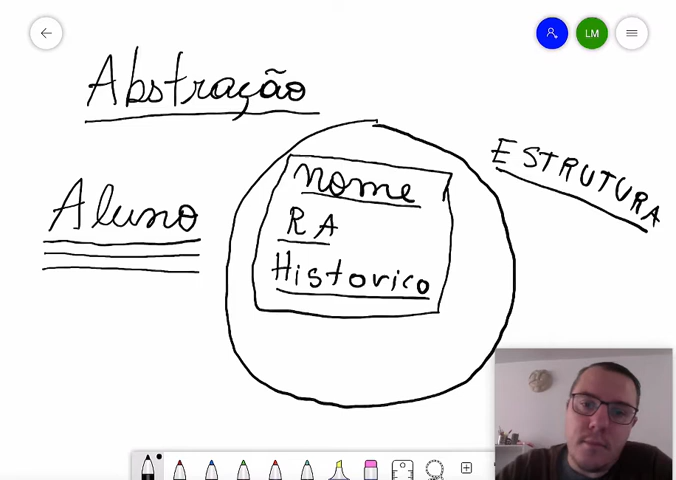 LM
Abstração
ESTRUTURA
Aluno
nome
RA
Historico